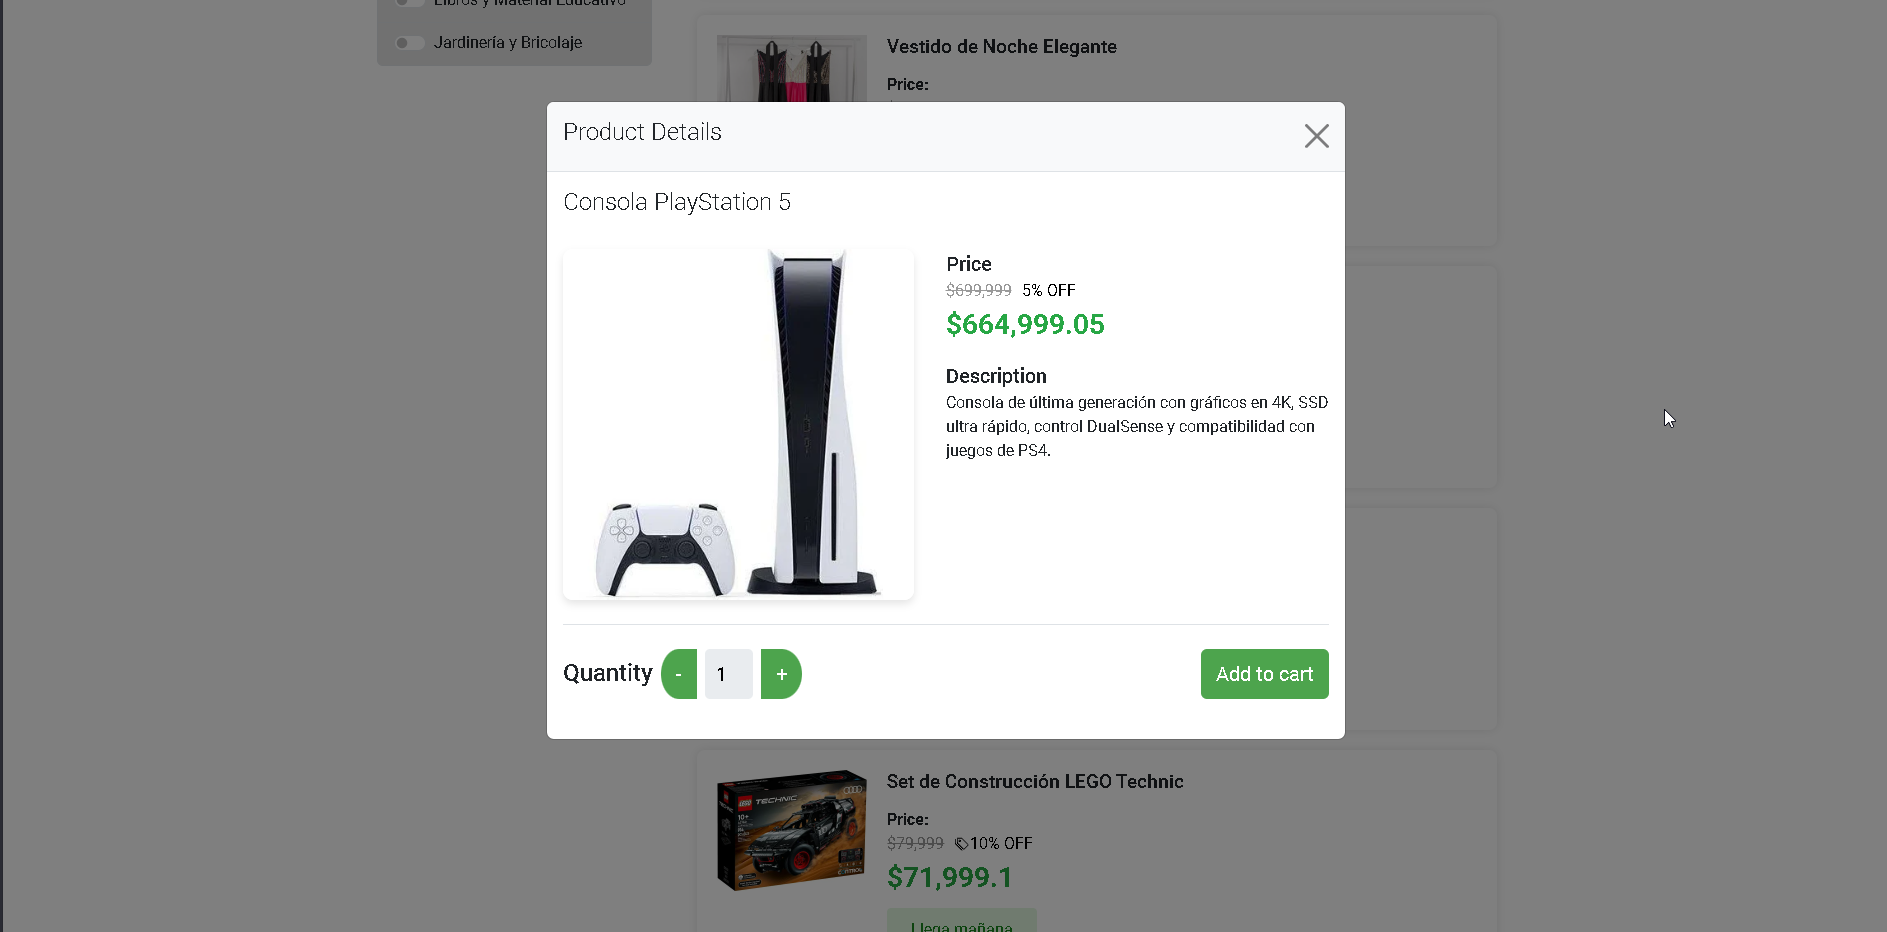 Libros y Material Educativo
Jardinería y Bricolaje
Vestido de Noche Elegante
Price:
Product Details
Consola PlayStation 5
Price
$699,999 5% OFF
$664,999.05
Description
Consola de última generación con gráficos en 4K, SSD
ultra rápido, control DualSense y compatibilidad con
juegos de PS4.
Quantity - 1 + Add to cart
Set de Construcción LEGO Technic
Price:
$79,999 10% OFF
$71,999.1
Llega mañana
LEGO TECHNIC
10+